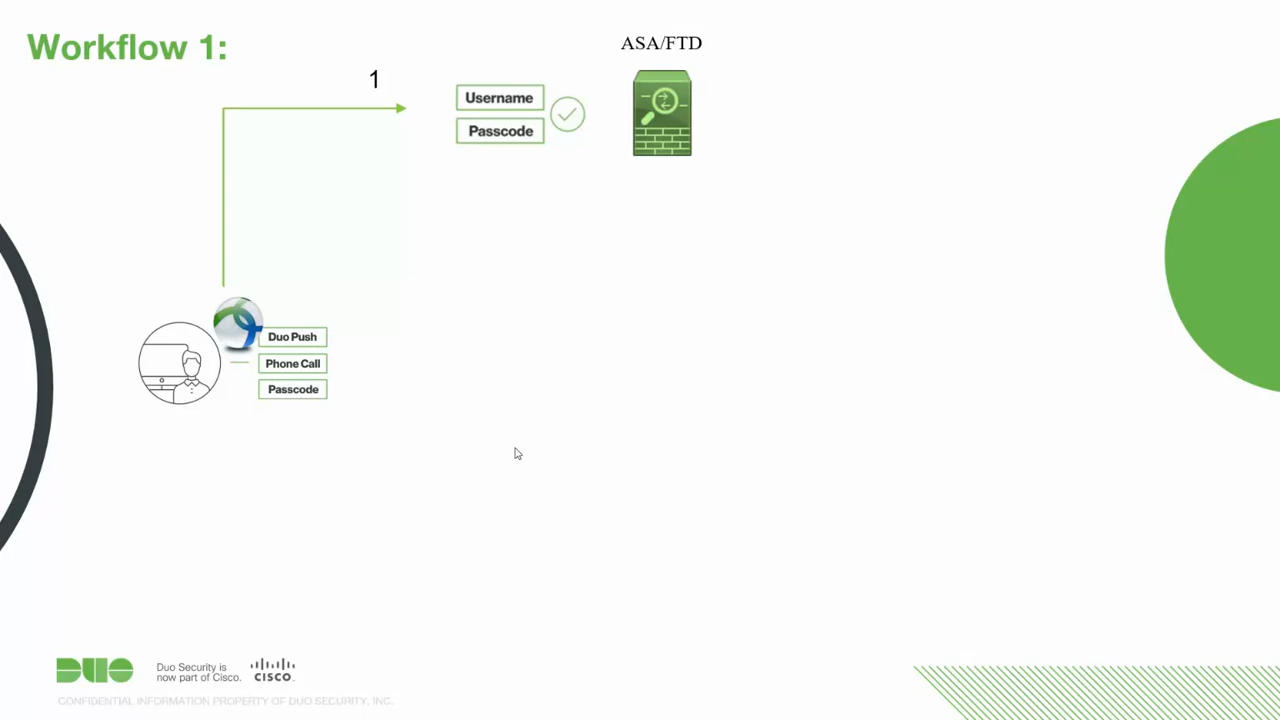 Workflow 1:
ASA/FTD
1
Username
Passcode
Duo Push
Phone Call
Passcode
DUO
Duo Security is
now part of Cisco.
CISCO
CONFIDENTIAL INFORMATION PROPERTY OF DUO SECURITY, INC.